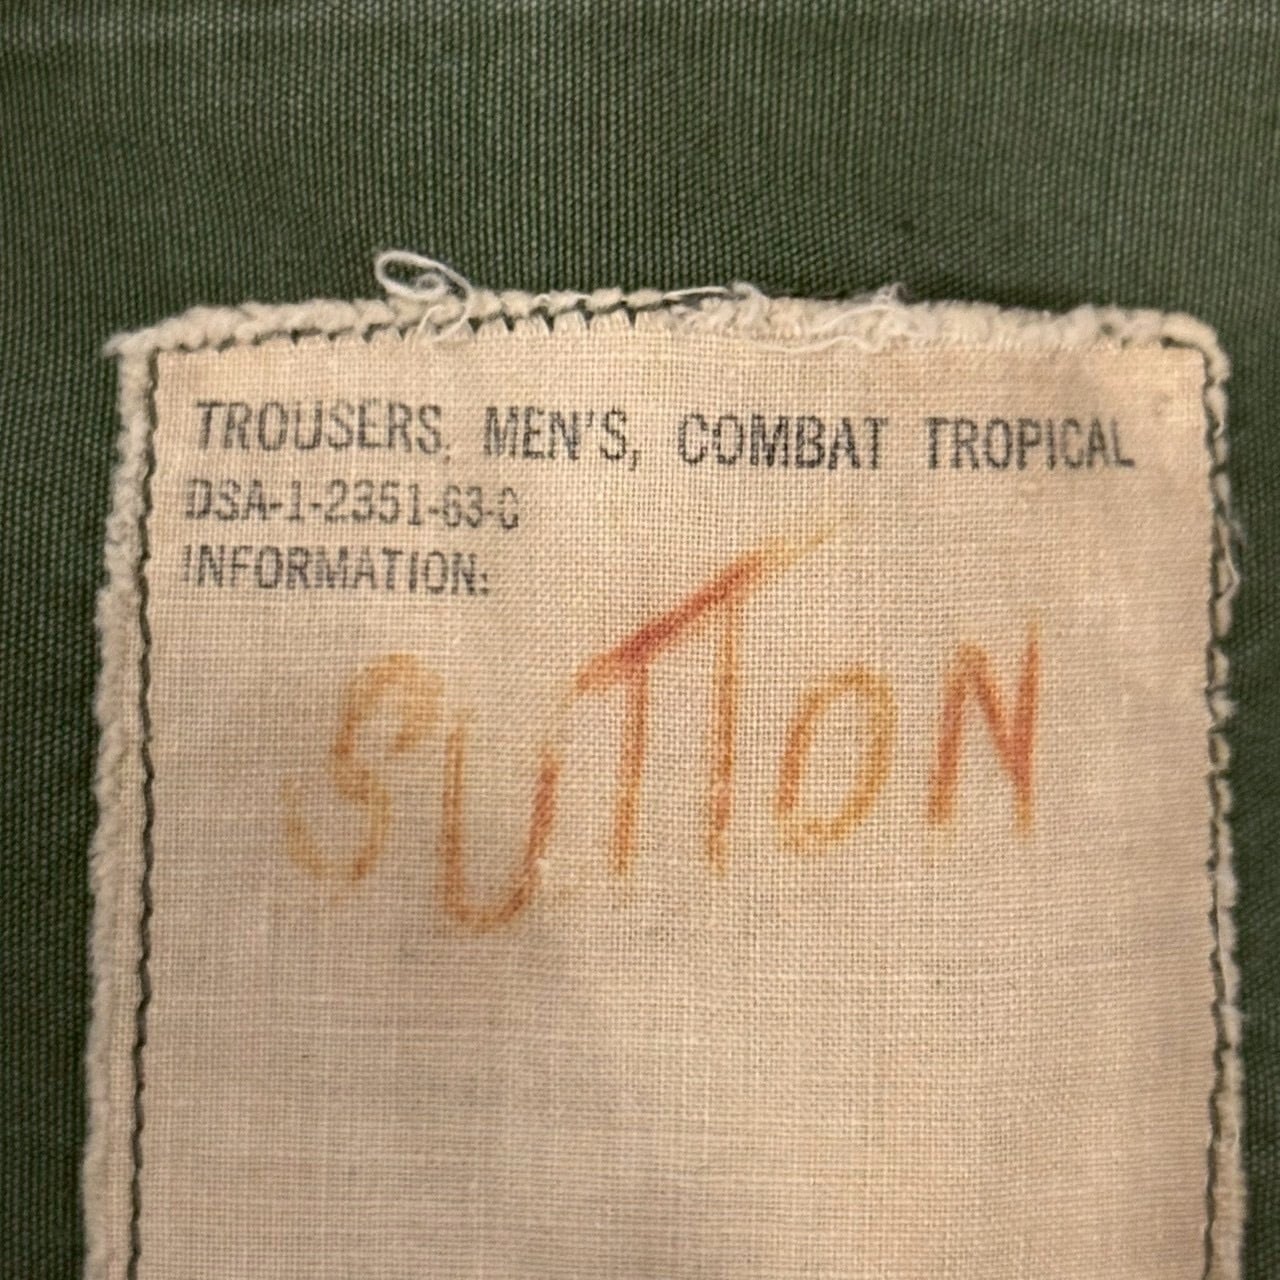 TROUSERS, MEN'S, COMBAT TROPICAL
DSA-1-2351-63-C
INFORMATION:
SUTTON